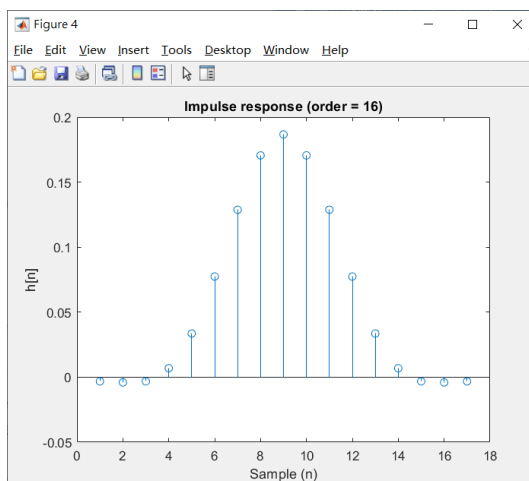 Figure 4
File Edit View Insert Tools Desktop Window Help
Impulse response (order = 16)
0.2
0.15
0.1
0.05
0
-0.05
h[n]
0 2 4 6 8 10 12 14 16 18
Sample (n)